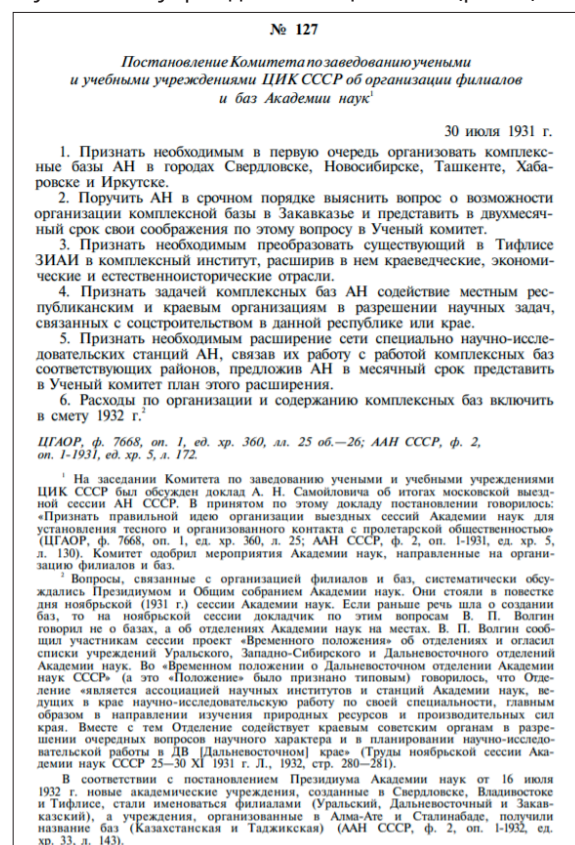 № 127
Постановление Комитета по заведованию учеными
и учебными учреждениями ЦИК СССР об организации филиалов
и баз Академии наук¹
30 июля 1931 г.
1. Признать необходимым в первую очередь организовать комплекс-
ные базы АН в городах Свердловске, Новосибирске, Ташкенте, Хаба-
ровске и Иркутске.
2. Поручить АН в срочном порядке выяснить вопрос о возможности
организации комплексной базы в Закавказье и представить в двухмесяч-
ный срок свои соображения по этому вопросу в Ученый комитет.
3. Признать необходимым преобразовать существующий в Тифлисе
ЗИАИ в комплексный институт, расширив в нем краеведческие, экономи-
ческие и естественноисторические отрасли.
4. Признать задачей комплексных баз АН содействие местным рес-
публиканским и краевым организациям в разрешении научных задач,
связанных с соцстроительством в данной республике или крае.
5. Признать необходимым расширение сети специально научно-иссле-
довательских станций АН, связав их работу с работой комплексных баз
соответствующих районов, предложив АН в месячный срок представить
в Ученый комитет план этого расширения.
6. Расходы по организации и содержанию комплексных баз включить
в смету 1932 г.²
ЦГАОР, ф. 7668, оп. 1, ед. хр. 360, лл. 25 об.—26; ААН СССР, ф. 2,
оп. 1-1931, ед. хр. 5, л. 172.
¹ На заседании Комитета по заведованию учеными и учебными учреждениями
ЦИК СССР был обсужден доклад А. Н. Самойловича об итогах московской выезд-
ной сессии АН СССР. В принятом по этому докладу постановлении говорилось:
«Признать правильной идею организации выездных сессий Академии наук для
установления тесного и организованного контакта с пролетарской общественностью»
(ЦГАОР, ф. 7668, оп. 1, ед. хр. 360, л. 25; ААН СССР, ф. 2, оп. 1-1931, ед. хр. 5,
л. 130). Комитет одобрил мероприятия Академии наук, направленные на органи-
зацию филиалов и баз.
² Вопросы, связанные с организацией филиалов и баз, систематически обсу-
ждались Президиумом и Общим собранием Академии наук. Они стояли в повестке
дня ноябрьской (1931 г.) сессии Академии наук. Если раньше речь шла о создании
баз, то на ноябрьской сессии докладчик по этим вопросам В. П. Волгин
говорил не о базах, а об отделениях Академии наук на местах. В. П. Волгин сооб-
щил участникам сессии проект «Временного положения» об отделениях и огласил
списки учреждений Уральского, Западно-Сибирского и Дальневосточного отделений
Академии наук. Во «Временном положении о Дальневосточном отделении Академии
наук СССР» (а это «Положение» было признано типовым) говорилось, что Отде-
ление «является ассоциацией научных институтов и станций Академии наук, ве-
дущих в крае научно-исследовательскую работу по своей специальности, главным
образом в направлении изучения природных ресурсов и производительных сил
края. Вместе с тем Отделение содействует краевым советским органам в разре-
шении очередных вопросов научного характера и в планировании научно-исследо-
вательской работы в ДВ [Дальневосточном] крае» (Труды ноябрьской сессии Ака-
демии наук СССР 25—30 XI 1931 г. Л., 1932, стр. 280—281).
В соответствии с постановлением Президиума Академии наук от 16 июля
1932 г. новые академические учреждения, созданные в Свердловске, Владивостоке
и Тифлисе, стали именоваться филиалами (Уральский, Дальневосточный и Закав-
казский), а учреждения, организованные в Алма-Ате и Сталинабаде, получили
название баз (Казахстанская и Таджикская) (ААН СССР, ф. 2, оп. 1-1932, ед.
хр. 33, л. 143).